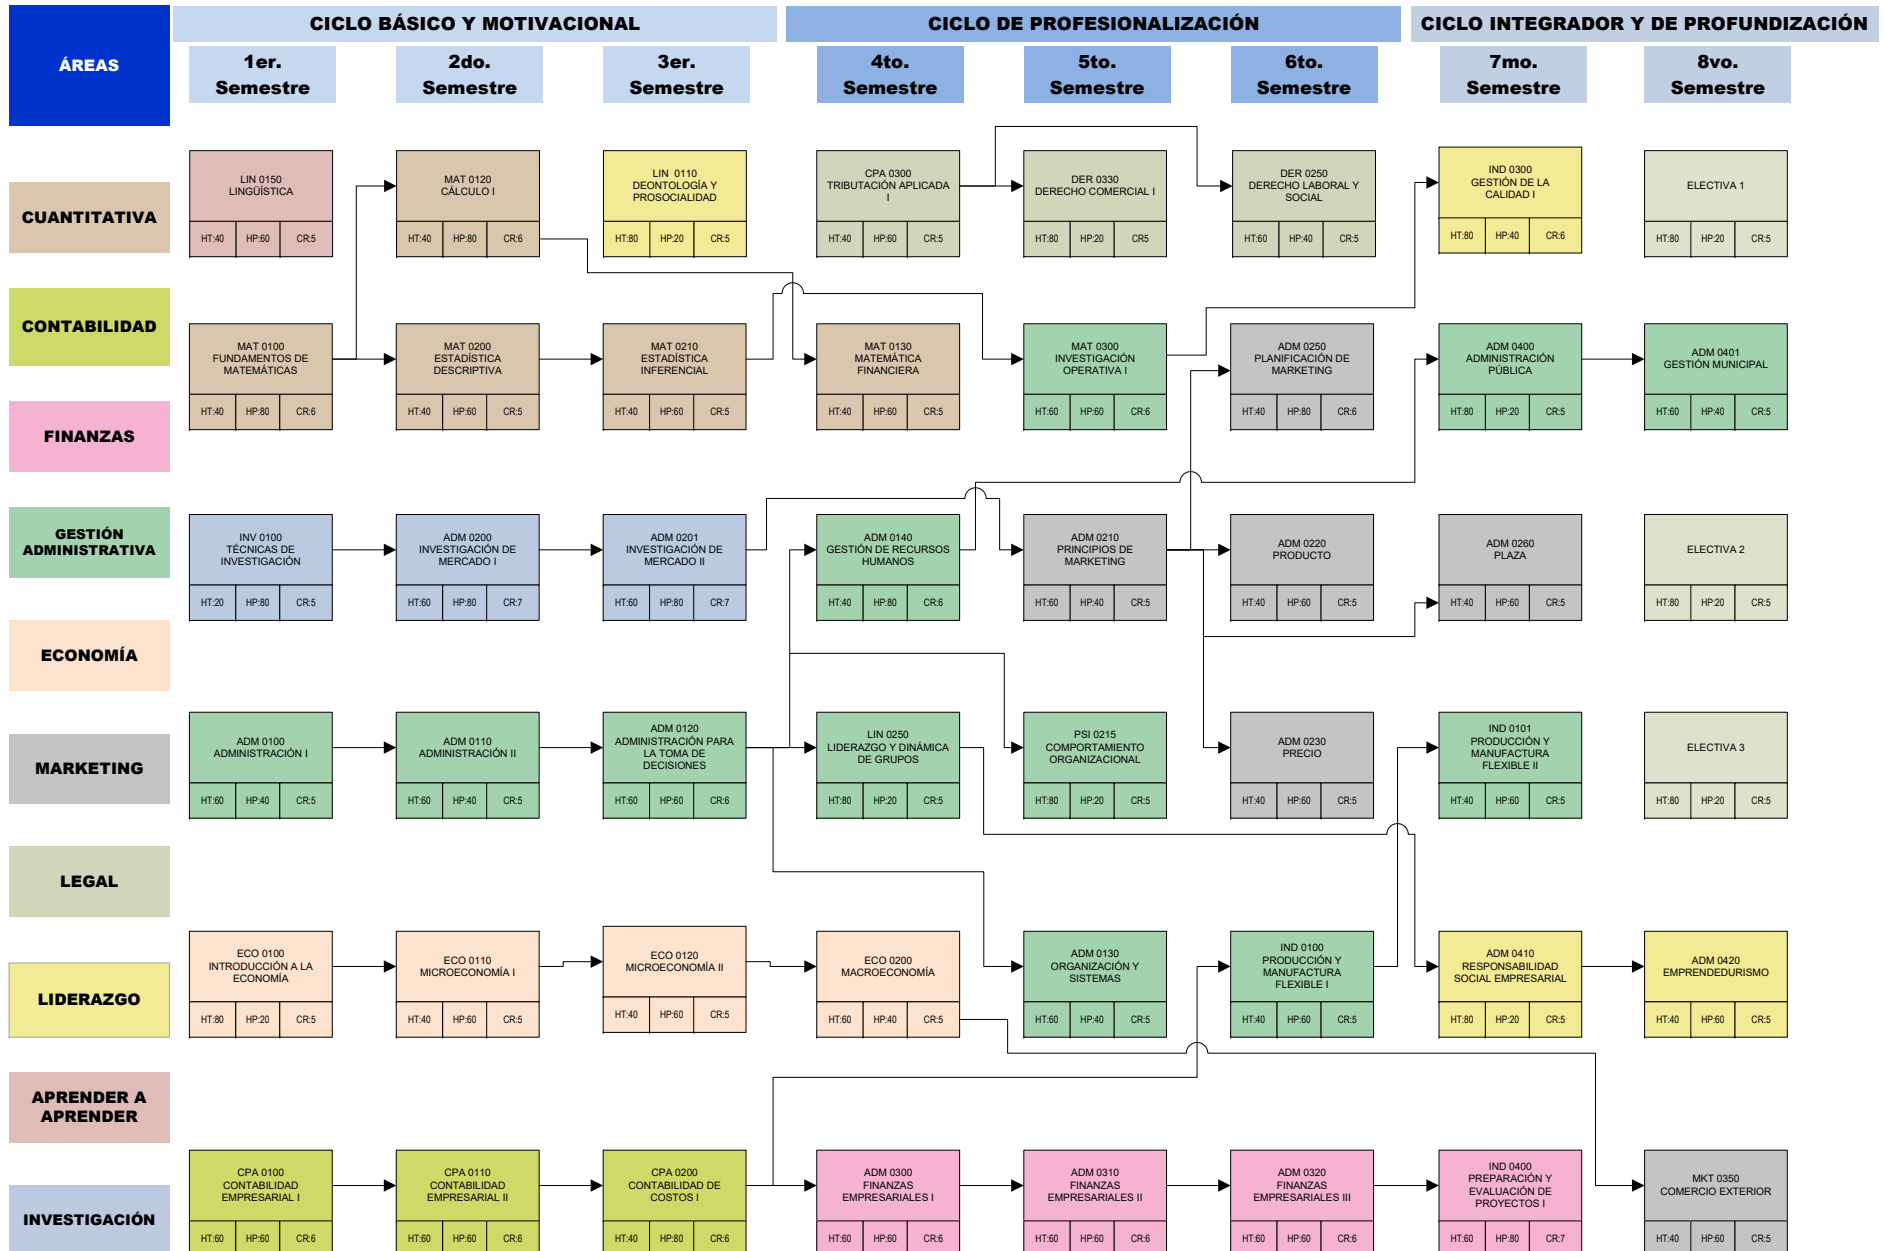 CICLO BÁSICO Y MOTIVACIONAL
CICLO DE PROFESIONALIZACIÓN
CICLO INTEGRADOR Y DE PROFUNDIZACIÓN
ÁREAS
1er.
Semestre
2do.
Semestre
3er.
Semestre
4to.
Semestre
5to.
Semestre
6to.
Semestre
7mo.
Semestre
8vo.
Semestre
CUANTITATIVA
CONTABILIDAD
FINANZAS
GESTIÓN
ADMINISTRATIVA
ECONOMÍA
MARKETING
LEGAL
LIDERAZGO
APRENDER A
APRENDER
INVESTIGACIÓN
LIN 0150
LINGÜÍSTICA
HT:40 HP:60 CR:5
MAT 0120
CÁLCULO I
HT:40 HP:80 CR:6
LIN 0110
DEONTOLOGÍA Y
PROSOCIALIDAD
HT:80 HP:20 CR:5
CPA 0300
TRIBUTACIÓN APLICADA
I
HT:40 HP:60 CR:5
DER 0330
DERECHO COMERCIAL I
HT:80 HP:20 CR5
DER 0250
DERECHO LABORAL Y
SOCIAL
HT:60 HP:40 CR:5
IND 0300
GESTIÓN DE LA
CALIDAD I
HT:80 HP:40 CR:6
ELECTIVA 1
HT:80 HP:20 CR:5
MAT 0100
FUNDAMENTOS DE
MATEMÁTICAS
HT:40 HP:80 CR:6
MAT 0200
ESTADÍSTICA
DESCRIPTIVA
HT:40 HP:60 CR:5
MAT 0210
ESTADÍSTICA
INFERENCIAL
HT:40 HP:60 CR:5
MAT 0130
MATEMÁTICA
FINANCIERA
HT:40 HP:60 CR:5
MAT 0300
INVESTIGACIÓN
OPERATIVA I
HT:60 HP:60 CR:6
ADM 0250
PLANIFICACIÓN DE
MARKETING
HT:40 HP:80 CR:6
ADM 0400
ADMINISTRACIÓN
PÚBLICA
HT:80 HP:20 CR:5
ADM 0401
GESTIÓN MUNICIPAL
HT:60 HP:40 CR:5
INV 0100
TÉCNICAS DE
INVESTIGACIÓN
HT:20 HP:80 CR:5
ADM 0200
INVESTIGACIÓN DE
MERCADO I
HT:60 HP:80 CR:7
ADM 0201
INVESTIGACIÓN DE
MERCADO II
HT:60 HP:80 CR:7
ADM 0140
GESTIÓN DE RECURSOS
HUMANOS
HT:40 HP:80 CR:6
ADM 0210
PRINCIPIOS DE
MARKETING
HT:60 HP:40 CR:5
ADM 0220
PRODUCTO
HT:40 HP:60 CR:5
ADM 0260
PLAZA
HT:40 HP:60 CR:5
ELECTIVA 2
HT:80 HP:20 CR:5
ADM 0100
ADMINISTRACIÓN I
HT:60 HP:40 CR:5
ADM 0110
ADMINISTRACIÓN II
HT:60 HP:40 CR:5
ADM 0120
ADMINISTRACIÓN PARA
LA TOMA DE
DECISIONES
HT:60 HP:60 CR:6
LIN 0250
LIDERAZGO Y DINÁMICA
DE GRUPOS
HT:80 HP:20 CR:5
PSI 0215
COMPORTAMIENTO
ORGANIZACIONAL
HT:80 HP:20 CR:5
ADM 0230
PRECIO
HT:40 HP:60 CR:5
IND 0101
PRODUCCIÓN Y
MANUFACTURA
FLEXIBLE II
HT:40 HP:60 CR:5
ELECTIVA 3
HT:80 HP:20 CR:5
ECO 0100
INTRODUCCIÓN A LA
ECONOMÍA
HT:80 HP:20 CR:5
ECO 0110
MICROECONOMÍA I
HT:40 HP:60 CR:5
ECO 0120
MICROECONOMÍA II
HT:40 HP:60 CR:5
ECO 0200
MACROECONOMÍA
HT:60 HP:40 CR:5
ADM 0130
ORGANIZACIÓN Y
SISTEMAS
HT:60 HP:40 CR:5
IND 0100
PRODUCCIÓN Y
MANUFACTURA
FLEXIBLE I
HT:40 HP:60 CR:5
ADM 0410
RESPONSABILIDAD
SOCIAL EMPRESARIAL
HT:80 HP:20 CR:5
ADM 0420
EMPRENDEDURISMO
HT:40 HP:60 CR:5
CPA 0100
CONTABILIDAD
EMPRESARIAL I
HT:60 HP:60 CR:6
CPA 0110
CONTABILIDAD
EMPRESARIAL II
HT:60 HP:60 CR:6
CPA 0200
CONTABILIDAD DE
COSTOS I
HT:40 HP:80 CR:6
ADM 0300
FINANZAS
EMPRESARIALES I
HT:60 HP:60 CR:6
ADM 0310
FINANZAS
EMPRESARIALES II
HT:60 HP:60 CR:6
ADM 0320
FINANZAS
EMPRESARIALES III
HT:60 HP:60 CR:6
IND 0400
PREPARACIÓN Y
EVALUACIÓN DE
PROYECTOS I
HT:60 HP:80 CR:7
MKT 0350
COMERCIO EXTERIOR
HT:40 HP:60 CR:5